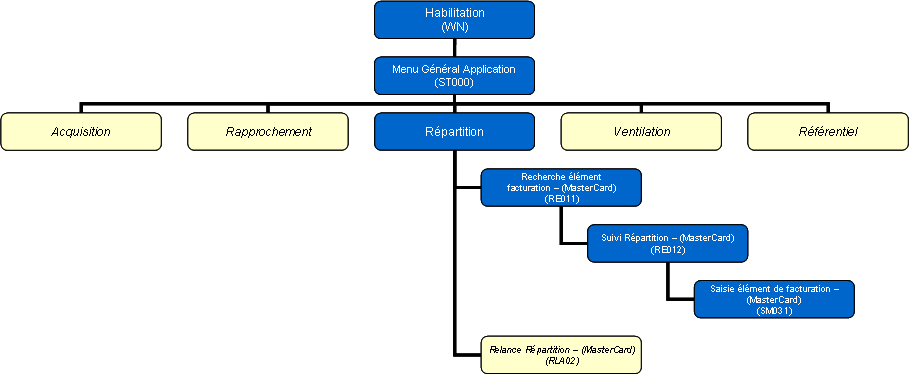 Habilitation
(WN)
Menu Général Application
(ST000)
Acquisition
Rapprochement
Répartition
Ventilation
Référentiel
Recherche élément
facturation – (MasterCard)
(RE011)
Suivi Répartition – (MasterCard)
(RE012)
Saisie élément de facturation –
(MasterCard)
(SM031)
Relance Répartition – (MasterCard)
(RLA02)